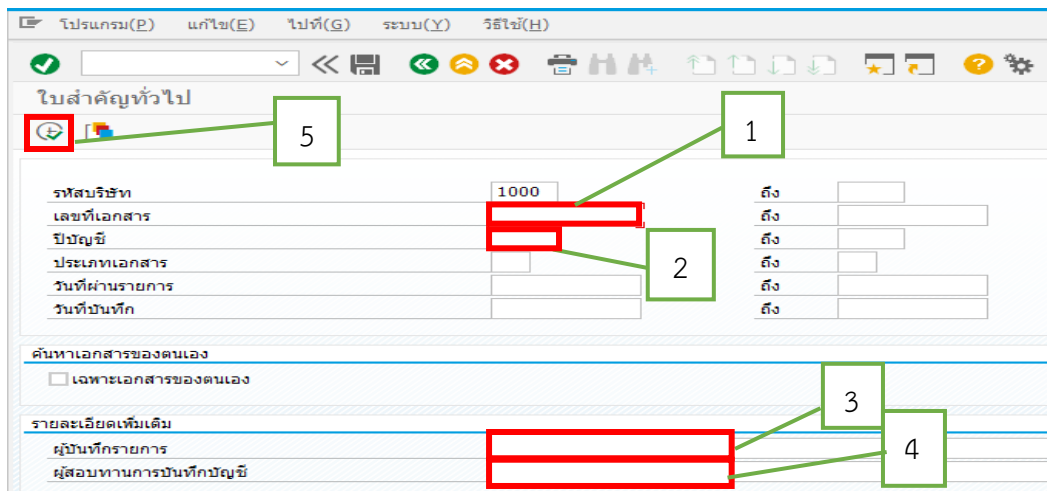 โปรแกรม(P) แก้ไข(E) ไปที่(G) ระบบ(Y) วิธีใช้(H)
ใบสำคัญทั่วไป
5
1
รหัสบริษัท 1000 ถึง
เลขที่เอกสาร ถึง
ปีบัญชี ถึง
2
ประเภทเอกสาร ถึง
วันที่ผ่านรายการ ถึง
วันที่บันทึก ถึง
ค้นหาเอกสารของตนเอง
เฉพาะเอกสารของตนเอง
3
รายละเอียดเพิ่มเติม
ผู้บันทึกรายการ
4
ผู้สอบทานการบันทึกบัญชี